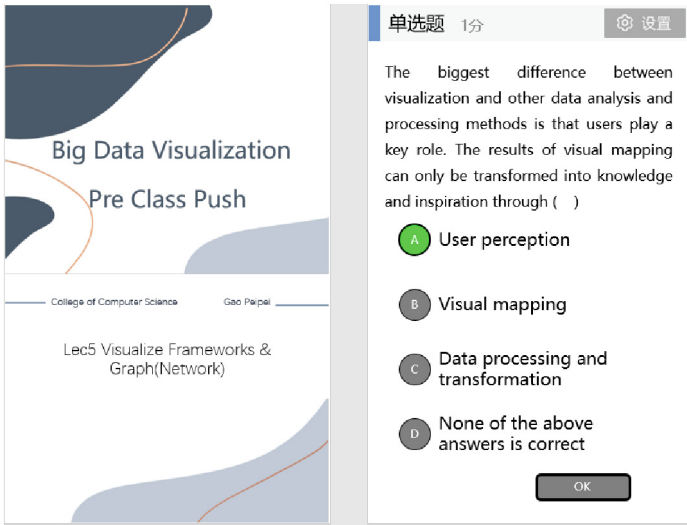 Big Data Visualization
Pre Class Push
College of Computer Science
Gao Peipei
Lec5 Visualize Frameworks &
Graph(Network)
单选题
1分
设置
The biggest difference between
visualization and other data analysis and
processing methods is that users play a
key role. The results of visual mapping
can only be transformed into knowledge
and inspiration through ( )
A
User perception
B
Visual mapping
C
Data processing and
transformation
D
None of the above
answers is correct
OK